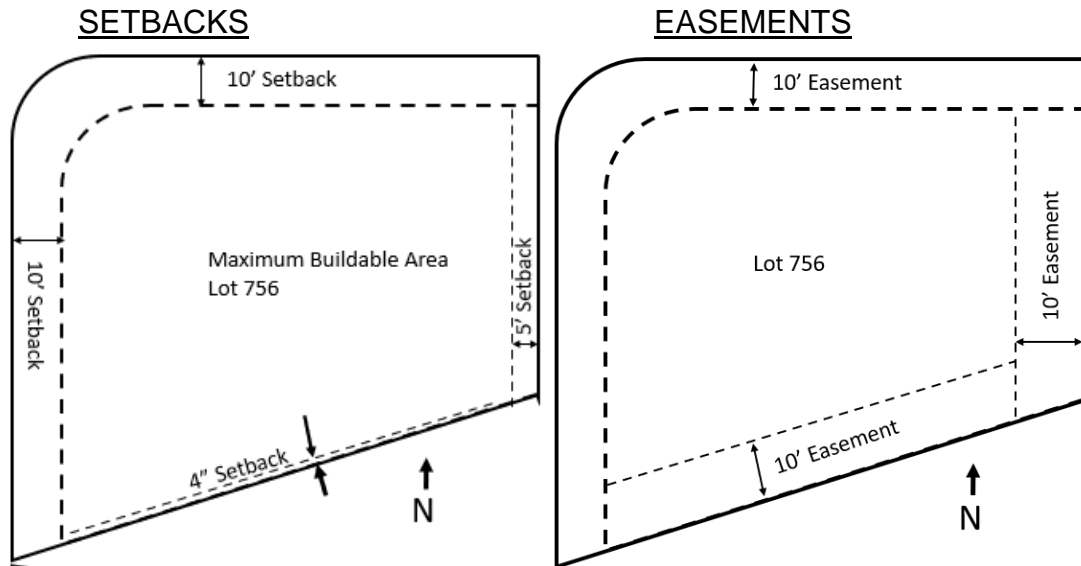 SETBACKS
10’ Setback
10’ Setback
Maximum Buildable Area
Lot 756
5’ Setback
4” Setback
N
EASEMENTS
10’ Easement
Lot 756
10’ Easement
10’ Easement
N